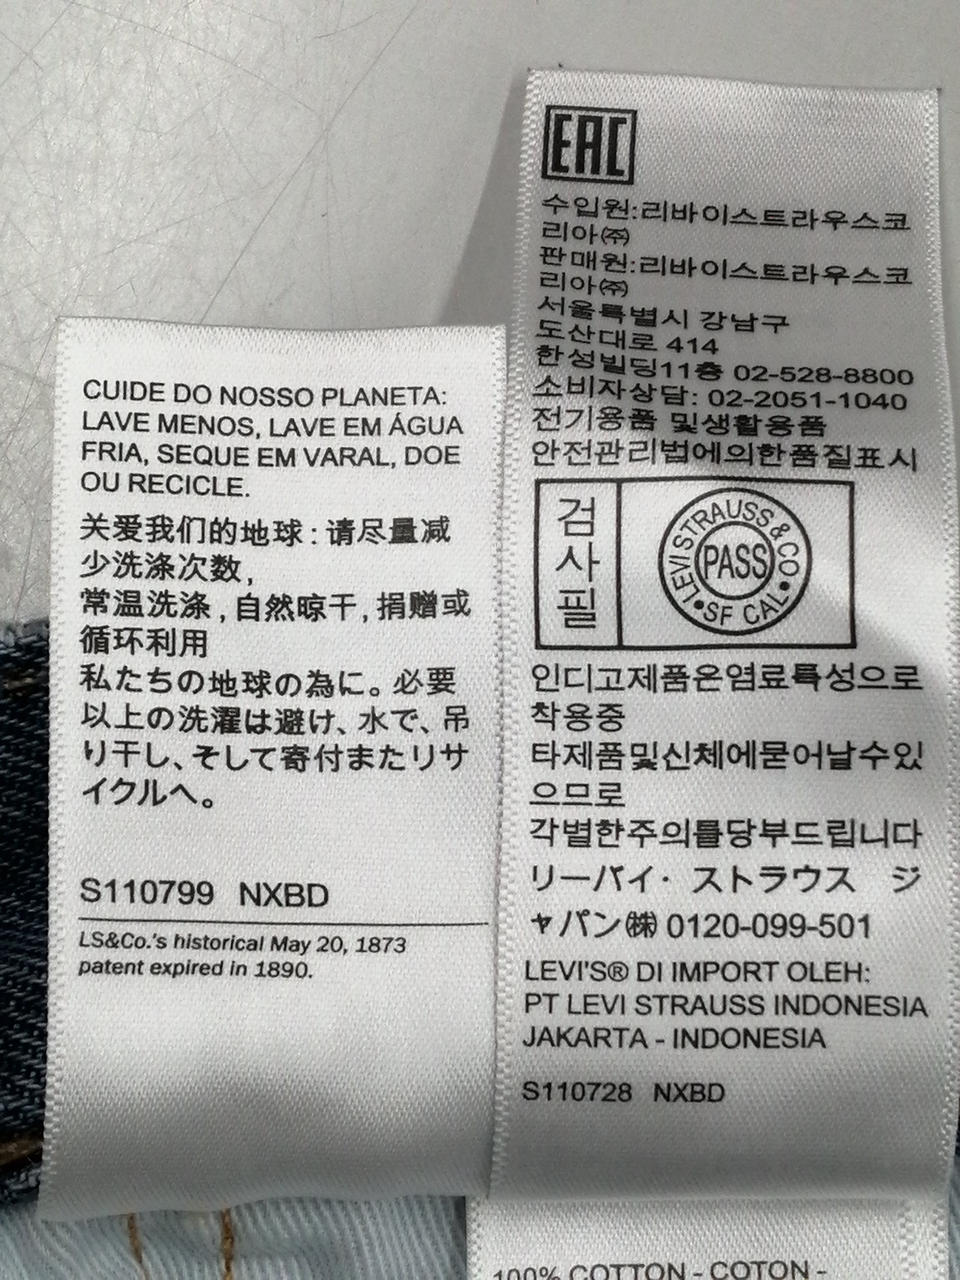 CUIDE DO NOSSO PLANETA:
LAVE MENOS, LAVE EM ÁGUA
FRIA, SEQUE EM VARAL, DOE
OU RECICLE.
关爱我们的地球：请尽量减
少洗涤次数，
常温洗涤，自然晾干，捐赠或
循环利用
私たちの地球の為に。必要
以上の洗濯は避け、水で、吊
り干し、そして寄付またリサ
イクルへ。
S110799 NXBD
LS&Co.'s historical May 20, 1873
patent expired in 1890.
EAC
수입원:리바이스트라우스코
리아㈜
판매원:리바이스트라우스코
리아㈜
서울특별시 강남구
도산대로 414
한성빌딩11층 02-528-8800
소비자상담: 02-2051-1040
전기용품 및생활용품
안전관리법에의한품질표시
검
사
필
LEVI STRAUSS & CO
PASS
SF CAL
인디고제품은염료특성으로
착용중
타제품및신체에묻어날수있
으므로
각별한주의를당부드립니다
リーバイ・ストラウス ジ
ャパン㈱ 0120-099-501
LEVI'S® DI IMPORT OLEH:
PT LEVI STRAUSS INDONESIA
JAKARTA - INDONESIA
S110728 NXBD
100% COTTON - COTON -